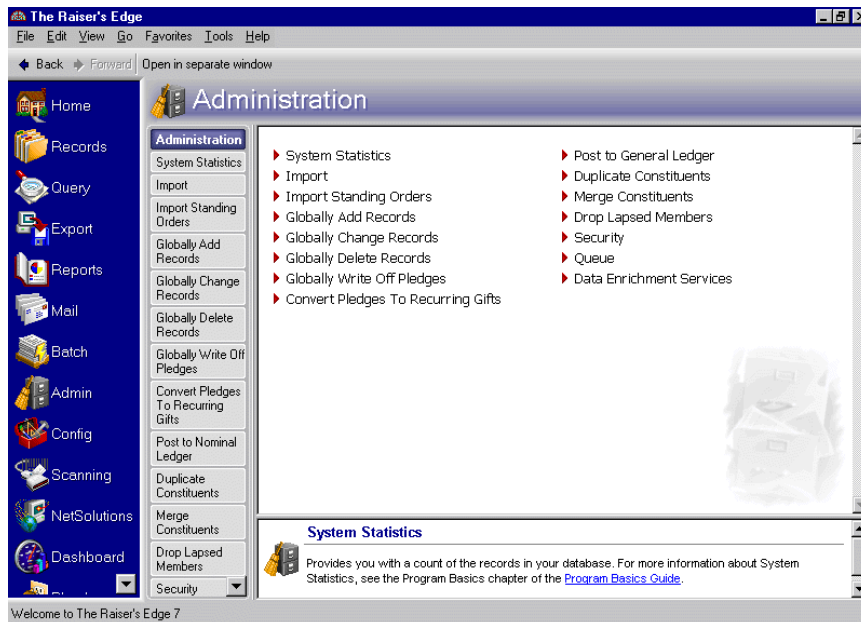 The Raiser's Edge
File Edit View Go Favorites Tools Help
Back Forward Open in separate window
Home
Records
Query
Export
Reports
Mail
Batch
Admin
Config
Scanning
NetSolutions
Dashboard
Administration
Administration
System Statistics
Import
Import Standing
Orders
Globally Add
Records
Globally Change
Records
Globally Delete
Records
Globally Write Off
Pledges
Convert Pledges
To Recurring
Gifts
Post to Nominal
Ledger
Duplicate
Constituents
Merge
Constituents
Drop Lapsed
Members
Security
System Statistics
Import
Import Standing Orders
Globally Add Records
Globally Change Records
Globally Delete Records
Globally Write Off Pledges
Convert Pledges To Recurring Gifts
Post to General Ledger
Duplicate Constituents
Merge Constituents
Drop Lapsed Members
Security
Queue
Data Enrichment Services
System Statistics
Provides you with a count of the records in your database. For more information about System
Statistics, see the Program Basics chapter of the Program Basics Guide.
Welcome to The Raiser's Edge 7